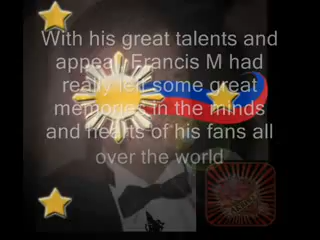 With his great talents and
appeal, Francis M had
really left some great
memories in the minds
and hearts of his fans all
over the world